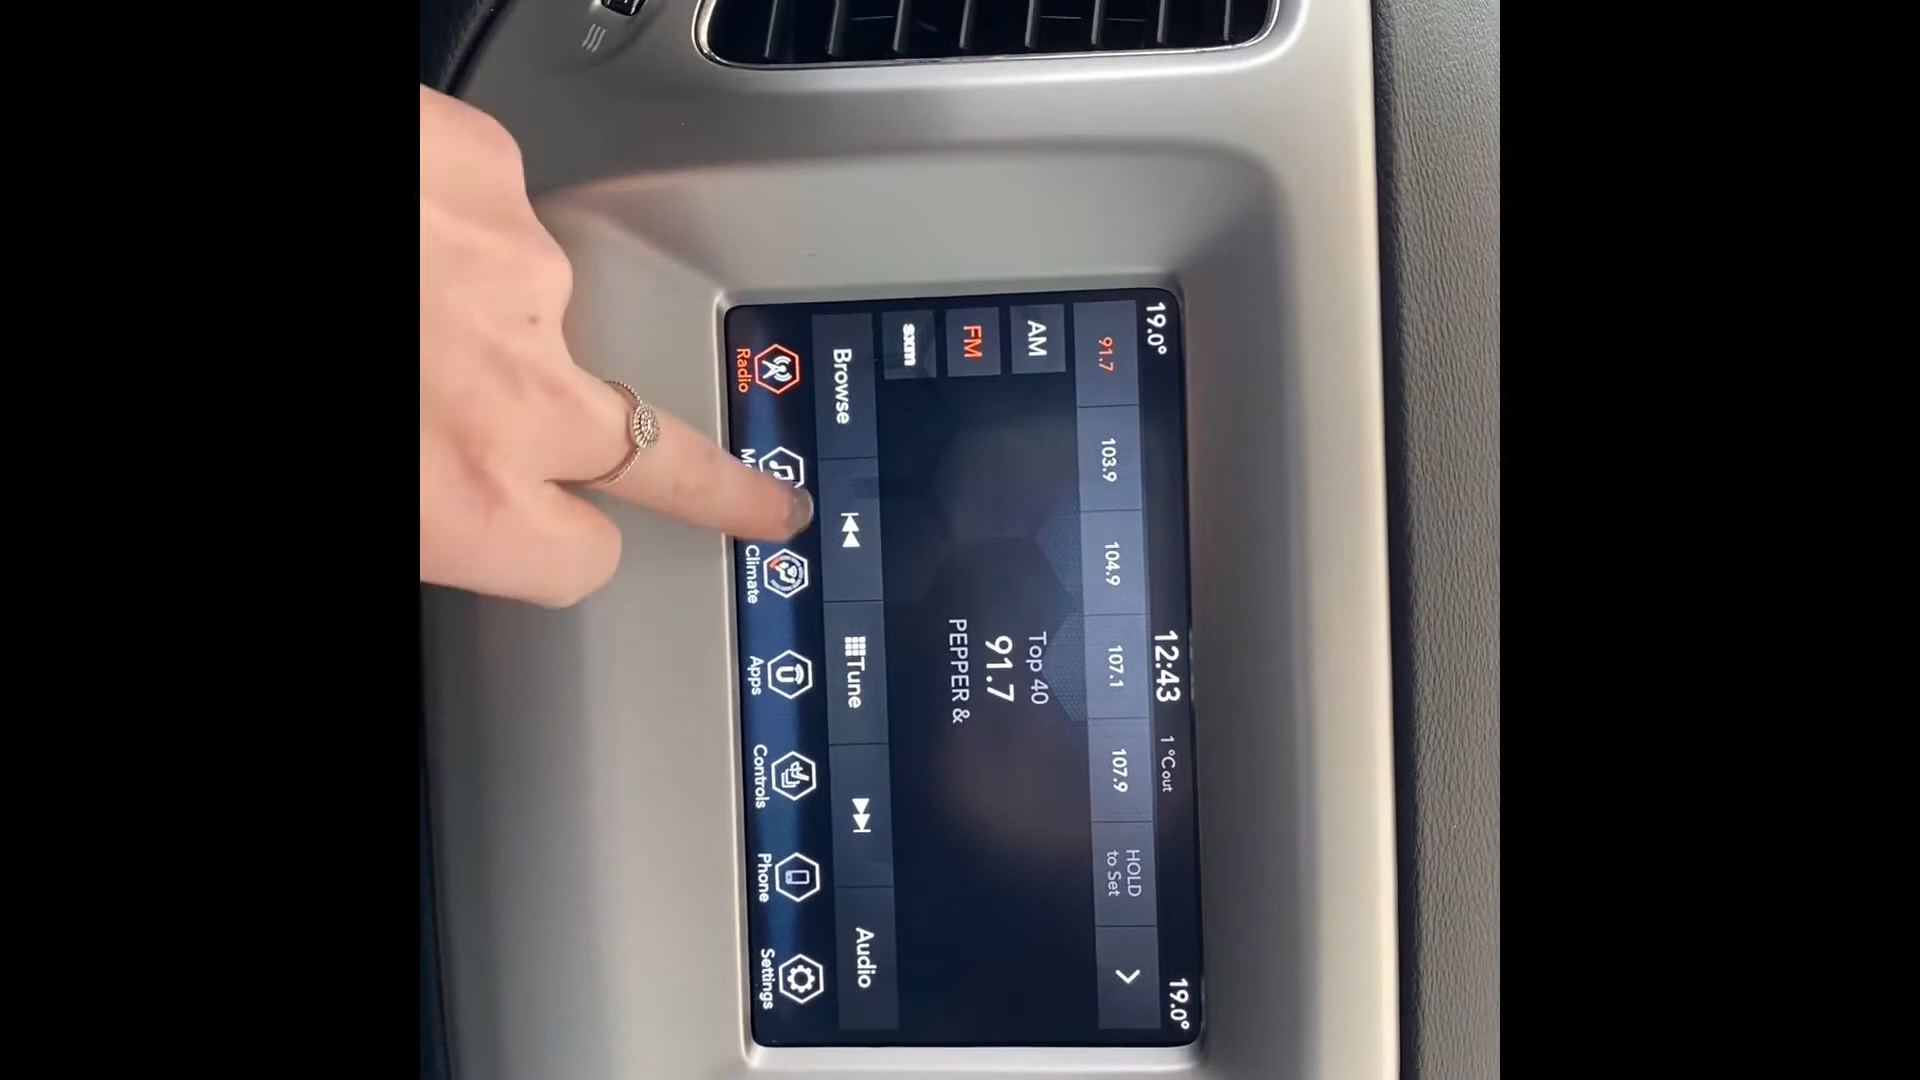 19.0°
12:43
1 °C out
19.0°
91.7
103.9
104.9
107.1
107.9
HOLD
to Set
AM
FM
sxm
Top 40
91.7
PEPPER &
Browse
Tune
Audio
Radio
Climate
Apps
Controls
Phone
Settings